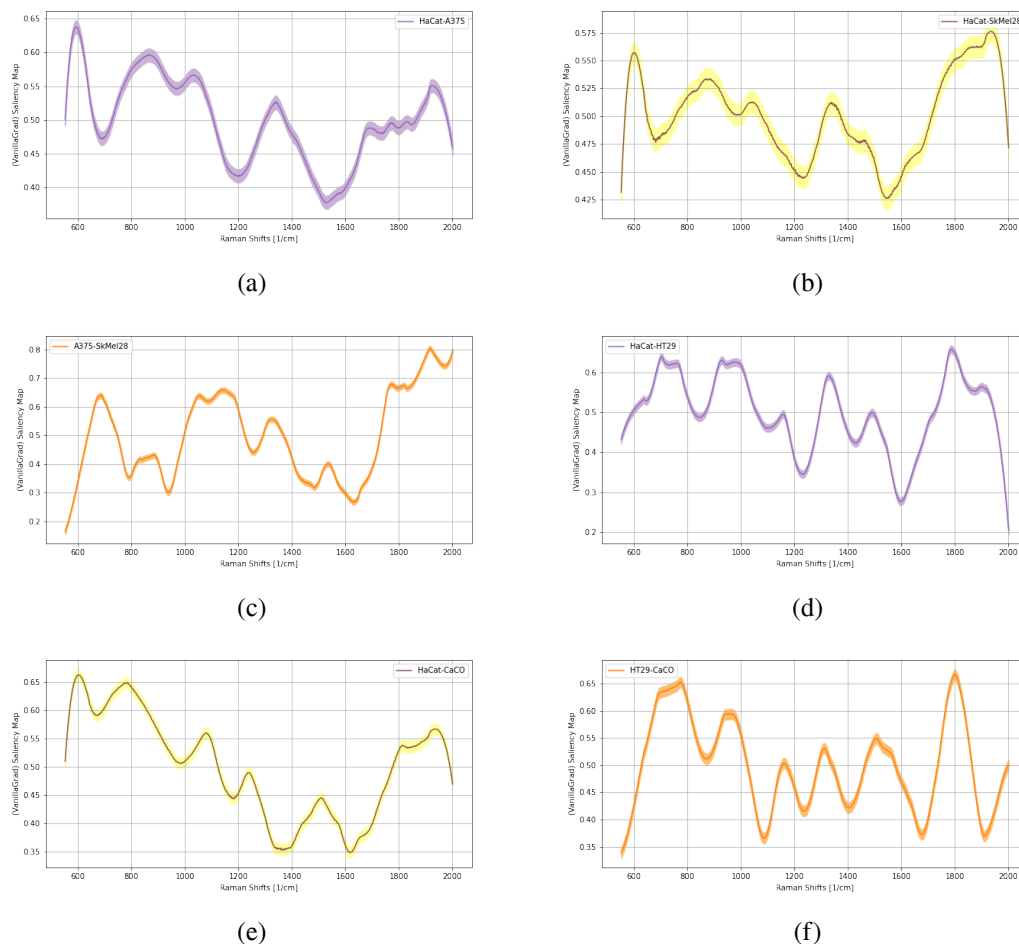 HaCat-A375
(VanillaGrad) Saliency Map
0.65
0.60
0.55
0.50
0.45
0.40
600 800 1000 1200 1400 1600 1800 2000
Raman Shifts [1/cm]
(a)
HaCat-SkMel28
(VanillaGrad) Saliency Map
0.575
0.550
0.525
0.500
0.475
0.450
0.425
600 800 1000 1200 1400 1600 1800 2000
Raman Shifts [1/cm]
(b)
A375-SkMel28
(VanillaGrad) Saliency Map
0.8
0.7
0.6
0.5
0.4
0.3
0.2
600 800 1000 1200 1400 1600 1800 2000
Raman Shifts [1/cm]
(c)
HaCat-HT29
(VanillaGrad) Saliency Map
0.6
0.5
0.4
0.3
0.2
600 800 1000 1200 1400 1600 1800 2000
Raman Shifts [1/cm]
(d)
HaCat-CaCO
(VanillaGrad) Saliency Map
0.65
0.60
0.55
0.50
0.45
0.40
0.35
600 800 1000 1200 1400 1600 1800 2000
Raman Shifts [1/cm]
(e)
HT29-CaCO
(VanillaGrad) Saliency Map
0.65
0.60
0.55
0.50
0.45
0.40
0.35
600 800 1000 1200 1400 1600 1800 2000
Raman Shifts [1/cm]
(f)